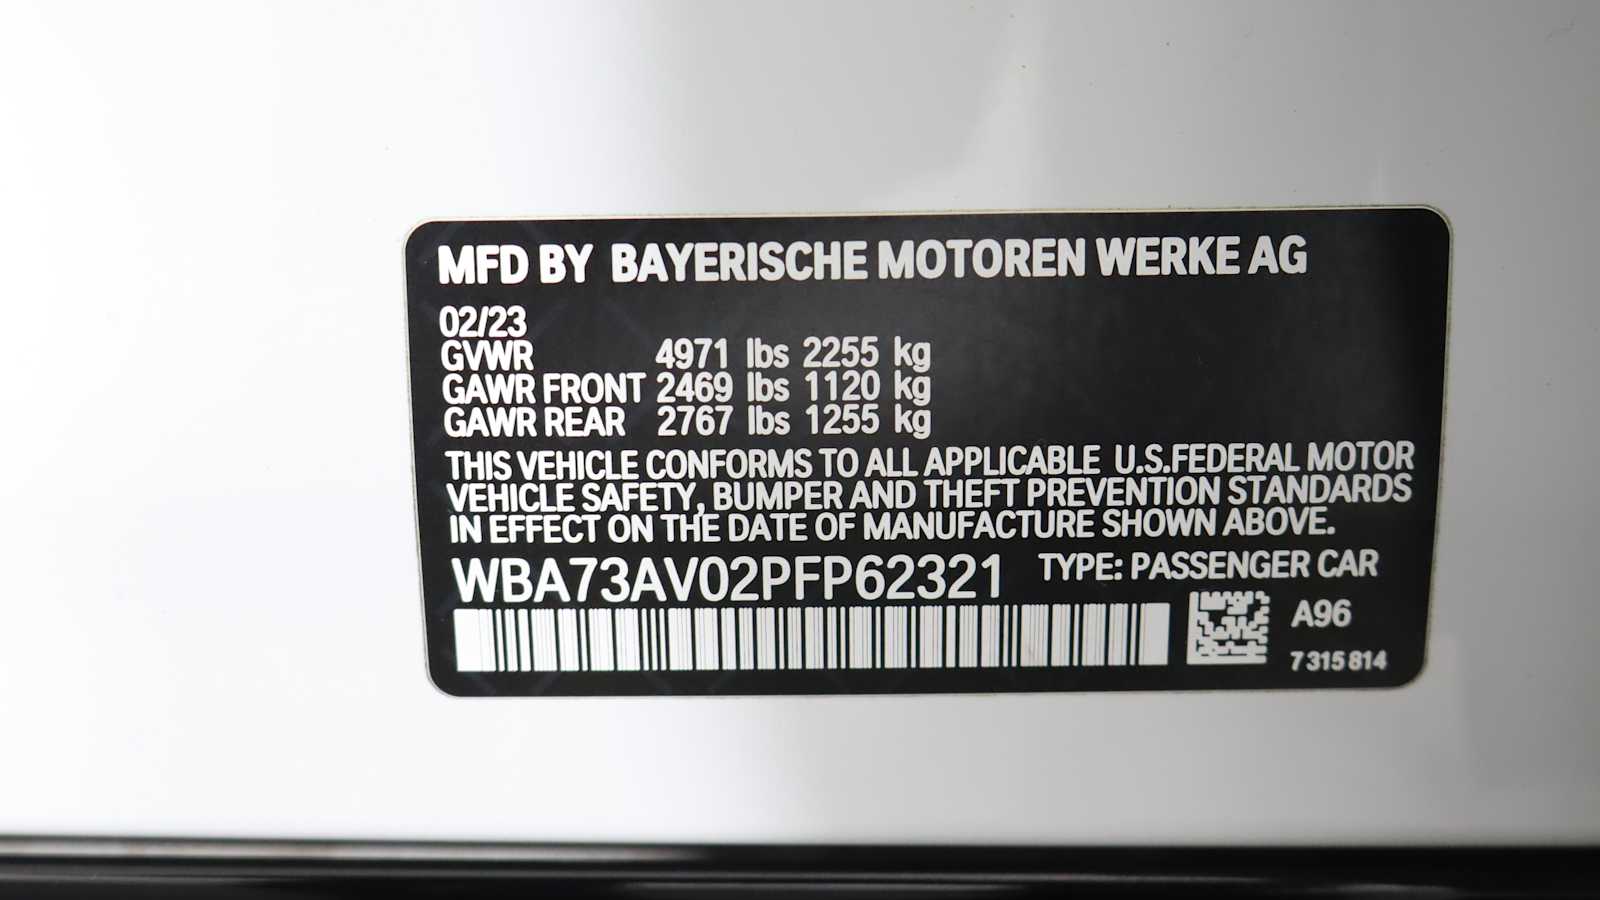 MFD BY BAYERISCHE MOTOREN WERKE AG
02/23
GVWR 4971 lbs 2255 kg
GAWR FRONT 2469 lbs 1120 kg
GAWR REAR 2767 lbs 1255 kg
THIS VEHICLE CONFORMS TO ALL APPLICABLE U.S.FEDERAL MOTOR
VEHICLE SAFETY, BUMPER AND THEFT PREVENTION STANDARDS
IN EFFECT ON THE DATE OF MANUFACTURE SHOWN ABOVE.
WBA73AV02PFP62321 TYPE: PASSENGER CAR
A96
7 315 814